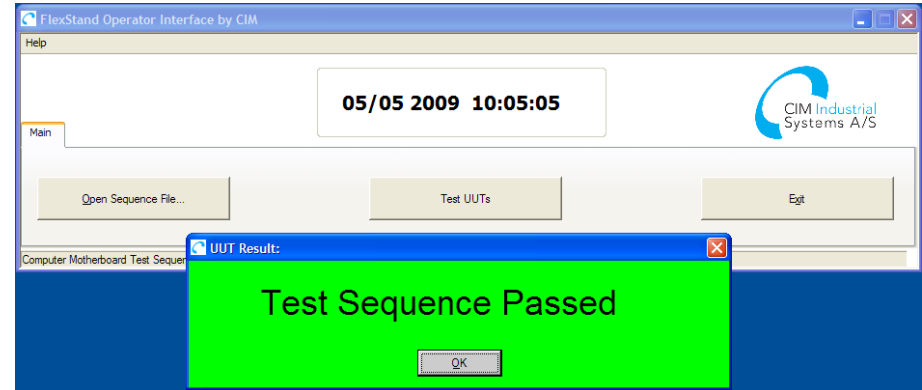 FlexStand Operator Interface by CIM
Help
05/05 2009 10:05:05
CIM Industrial
Systems A/S
Main
Open Sequence File...
Test UUTs
Exit
Computer Motherboard Test Sequer
UUT Result:
Test Sequence Passed
OK